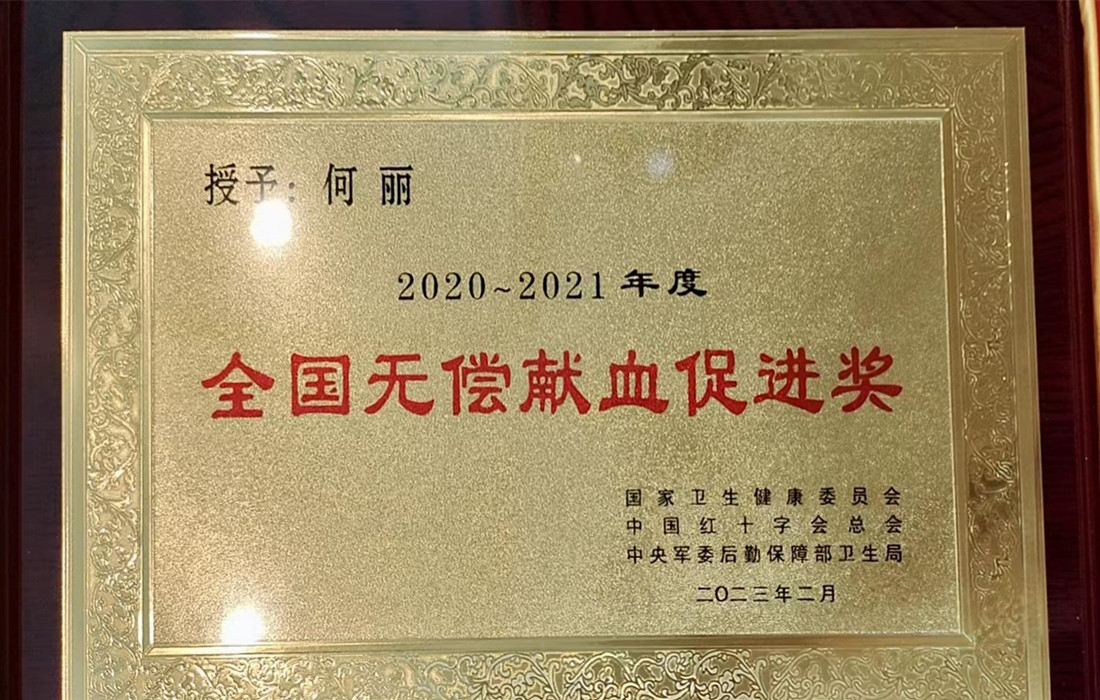 授予：何 丽
2020~2021年度
全国无偿献血促进奖
国家卫生健康委员会
中国红十字会总会
中央军委后勤保障部卫生局
二〇二三年二月